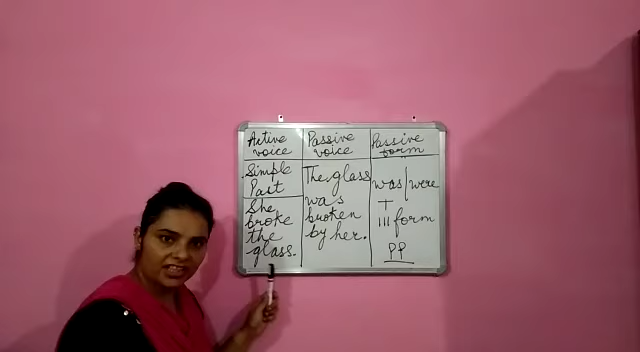 Active voice
Passive voice
Passive form
Simple Past
She broke the glass.
The glass was broken by her.
was/were
+
III form
PP